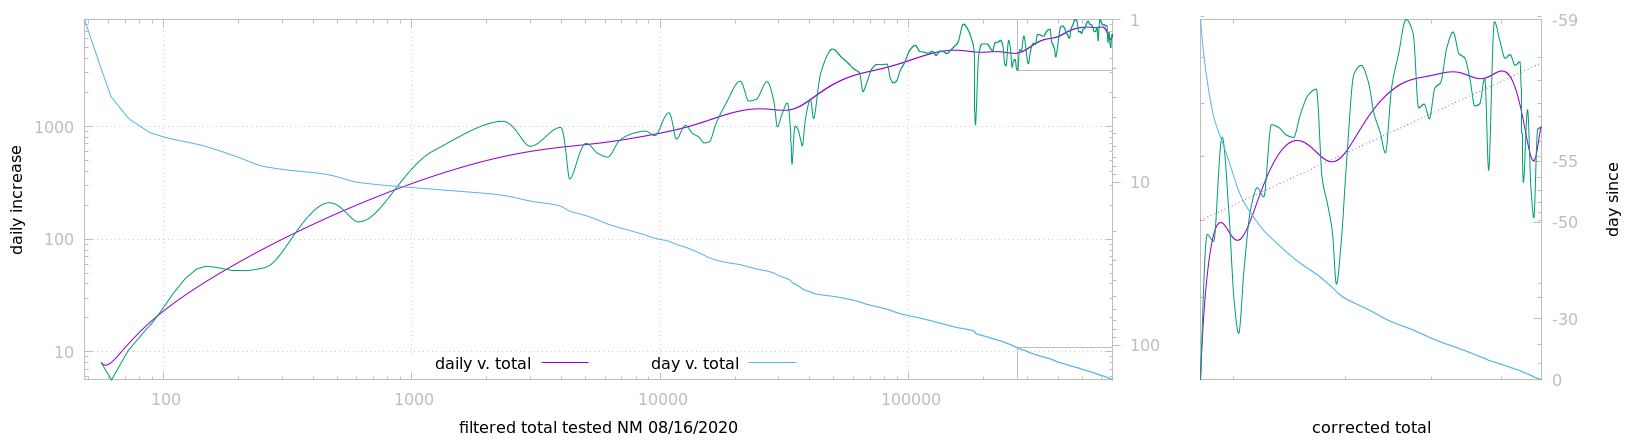 daily increase
1000
100
10
daily v. total
day v. total
100
1000
10000
100000
filtered total tested NM 08/16/2020
1
10
100
-59
-55
-50
-30
0
day since
corrected total